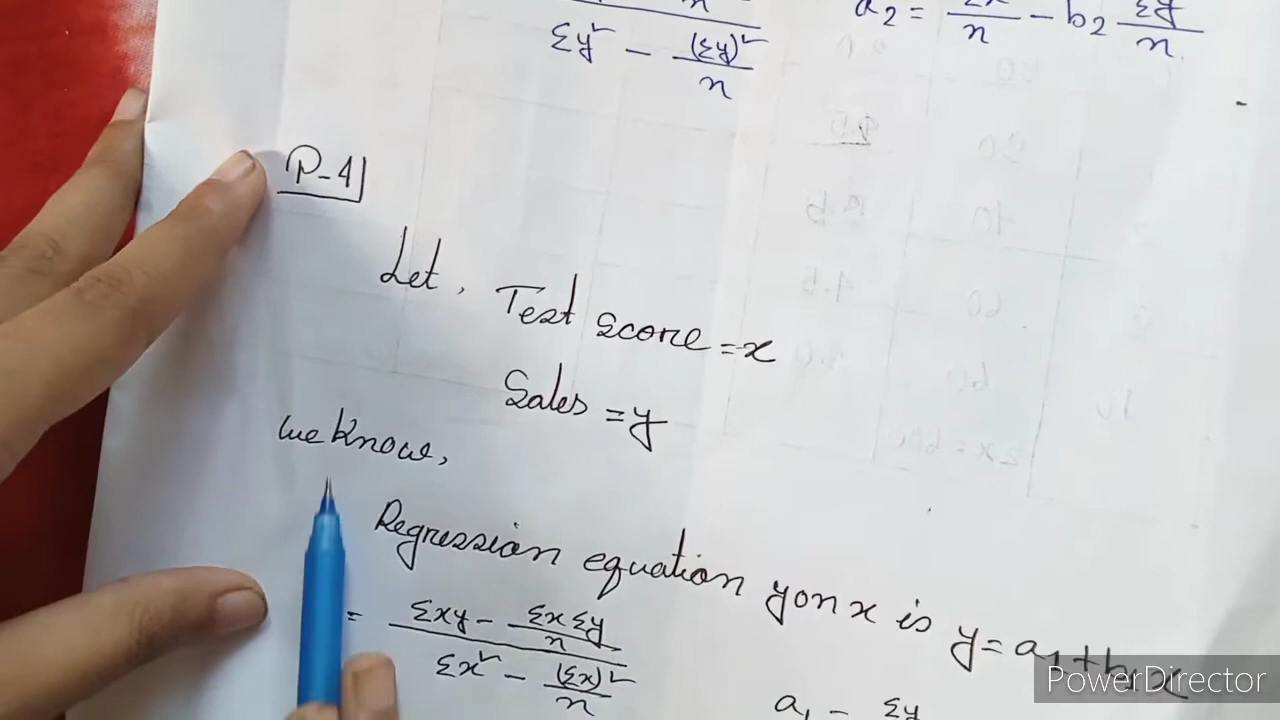 n
Σy² - (Σy)²/n
a₂ = Σx/n - b₂ Σy/n
P-4
Let, Test score = x
Sales = y
We Know,
Regression equation y on x is y = a₁ + b₁x
= (Σxy - ΣxΣy/n) / (Σx² - (Σx)²/n)
a₁ - Σy
PowerDirector